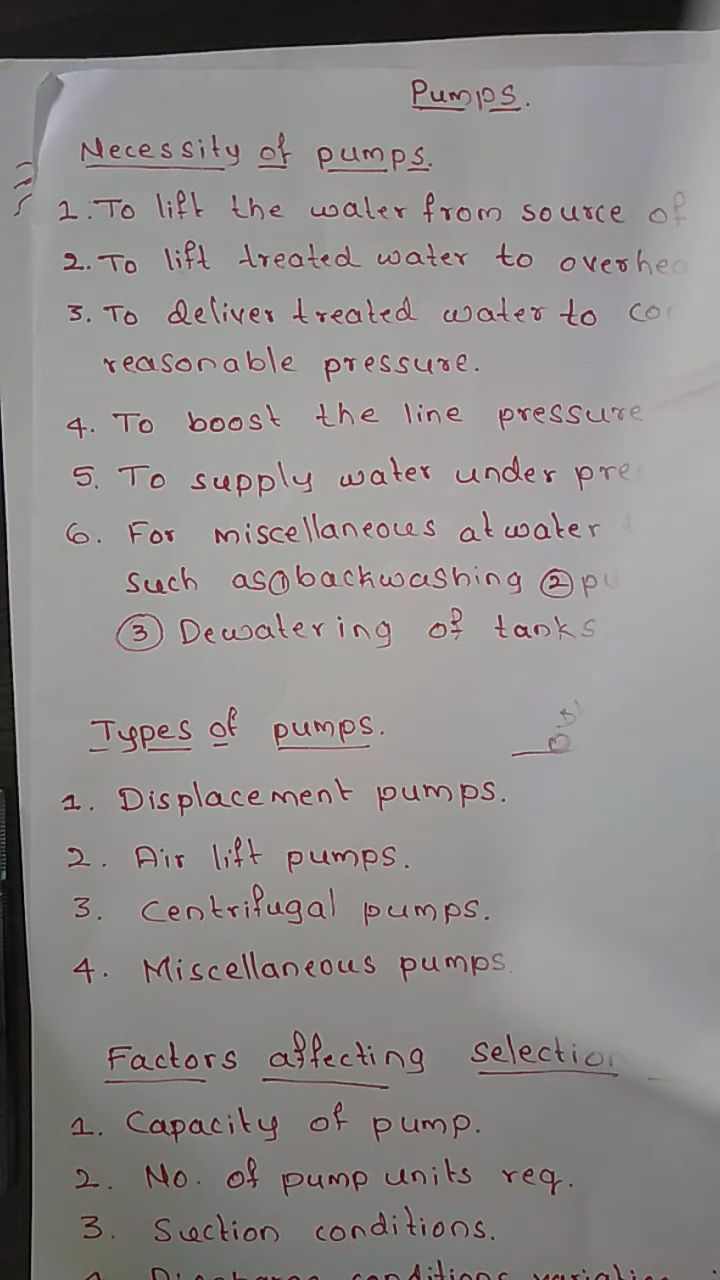 Pumps.
Necessity of pumps.
1. To lift the water from source of
2. To lift treated water to overhea
3. To deliver treated water to co
reasonable pressure.
4. To boost the line pressure
5. To supply water under pre
6. For miscellaneous at water
such as ① backwashing ② pu
③ Dewatering of tanks
Types of pumps.
1. Displacement pumps.
2. Air lift pumps.
3. Centrifugal pumps.
4. Miscellaneous pumps.
Factors affecting selection
1. Capacity of pump.
2. No. of pump units req.
3. Suction conditions.
conditions